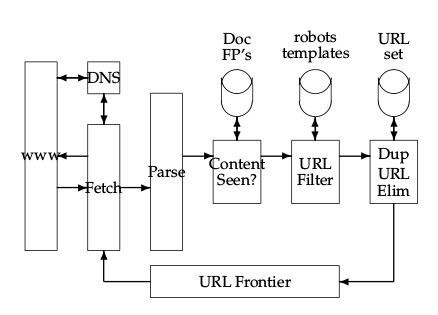 Doc
FP's
robots
templates
URL
set
DNS
www
Fetch
Parse
Content
Seen?
URL
Filter
Dup
URL
Elim
URL Frontier